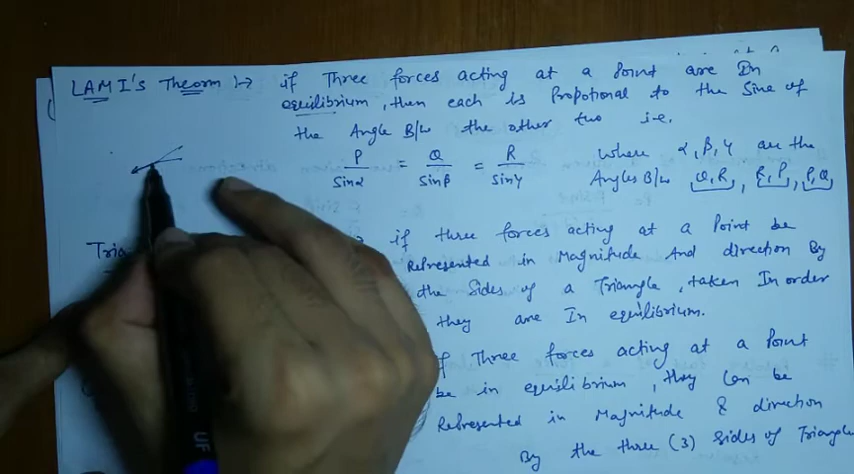 LAMI's Theorm :→ if Three forces acting at a Point are In
equilibrium, then each is Propotional to the Sine of
the Angle B/w the other two i.e.
P/Sinα = Q/Sinβ = R/Sinγ
where α, β, γ are the
Angles B/w Q,R, R,P, P,Q
if three forces acting at a Point be
Represented in Magnitude And direction By
the Sides of a Triangle, taken In order
they are In equilibrium.
If Three forces acting at a Point
be in equilibrium, they Can be
Represented in Magnitude & direction
By the three (3) sides of Triangle
UF